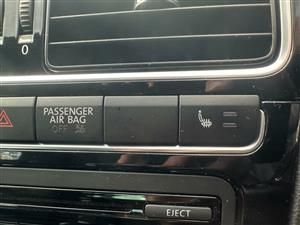 0
PASSENGER
AIR BAG
OFF
EJECT